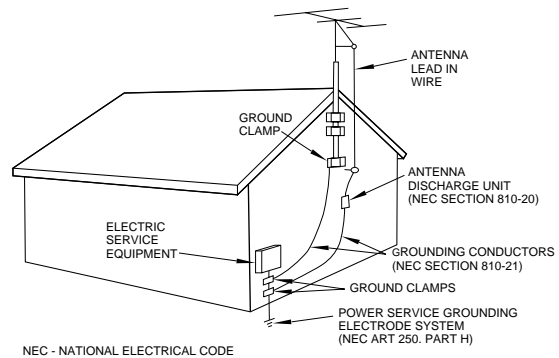 ANTENNA
LEAD IN
WIRE
GROUND
CLAMP
ANTENNA
DISCHARGE UNIT
(NEC SECTION 810-20)
ELECTRIC
SERVICE
EQUIPMENT
GROUNDING CONDUCTORS
(NEC SECTION 810-21)
GROUND CLAMPS
POWER SERVICE GROUNDING
ELECTRODE SYSTEM
(NEC ART 250. PART H)
NEC - NATIONAL ELECTRICAL CODE